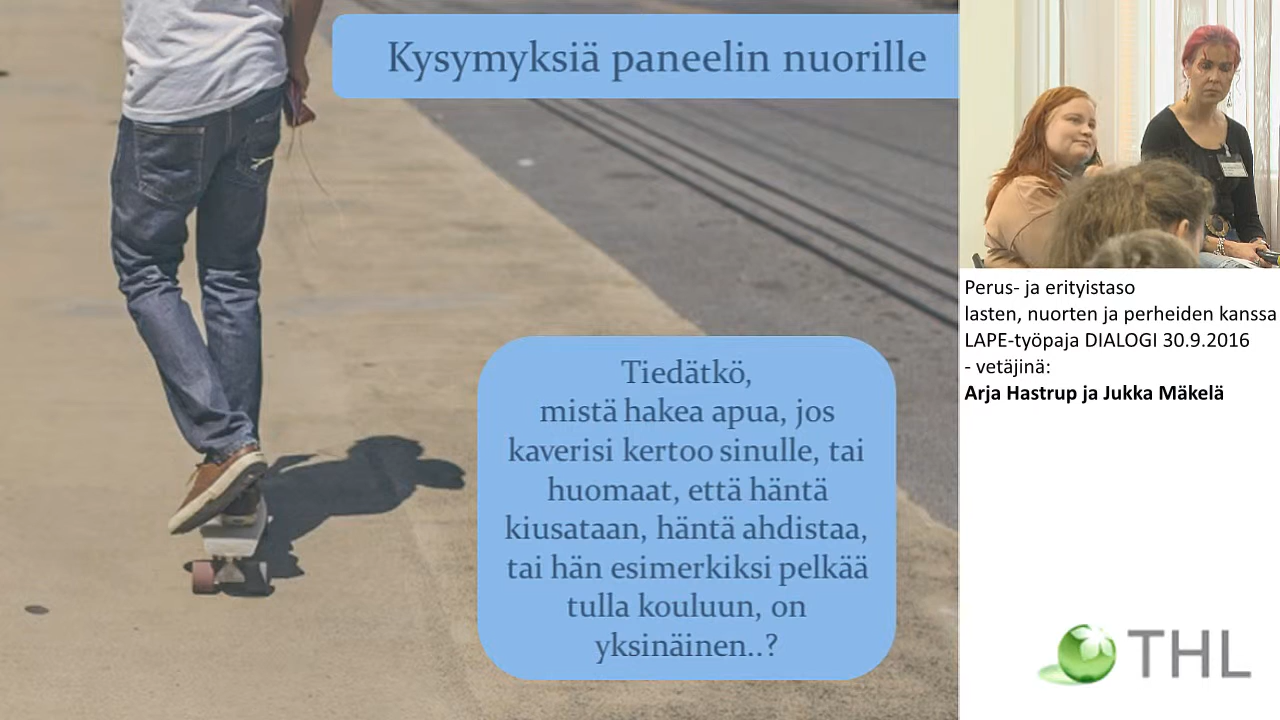 Kysymyksiä paneelin nuorille
Tiedätkö,
mistä hakea apua, jos
kaverisi kertoo sinulle, tai
huomaat, että häntä
kiusataan, häntä ahdistaa,
tai hän esimerkiksi pelkää
tulla kouluun, on
yksinäinen..?
Perus- ja erityistaso
lasten, nuorten ja perheiden kanssa
LAPE-työpaja DIALOGI 30.9.2016
- vetäjinä:
Arja Hastrup ja Jukka Mäkelä
THL